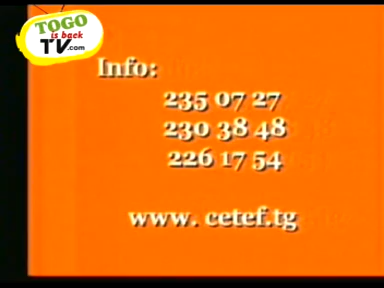 TOGO
is back
TV.com
Info:
235 07 27
230 38 48
226 17 54
www. cetef.tg